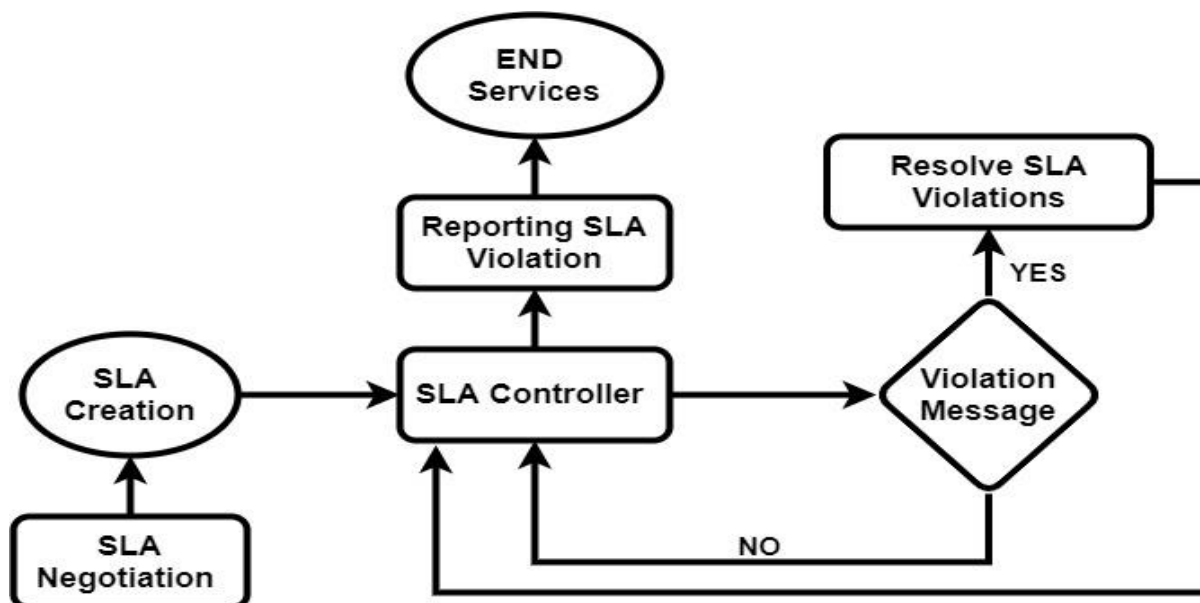 END
Services
Resolve SLA
Violations
Reporting SLA
Violation
YES
SLA
Creation
SLA Controller
Violation
Message
NO
SLA
Negotiation